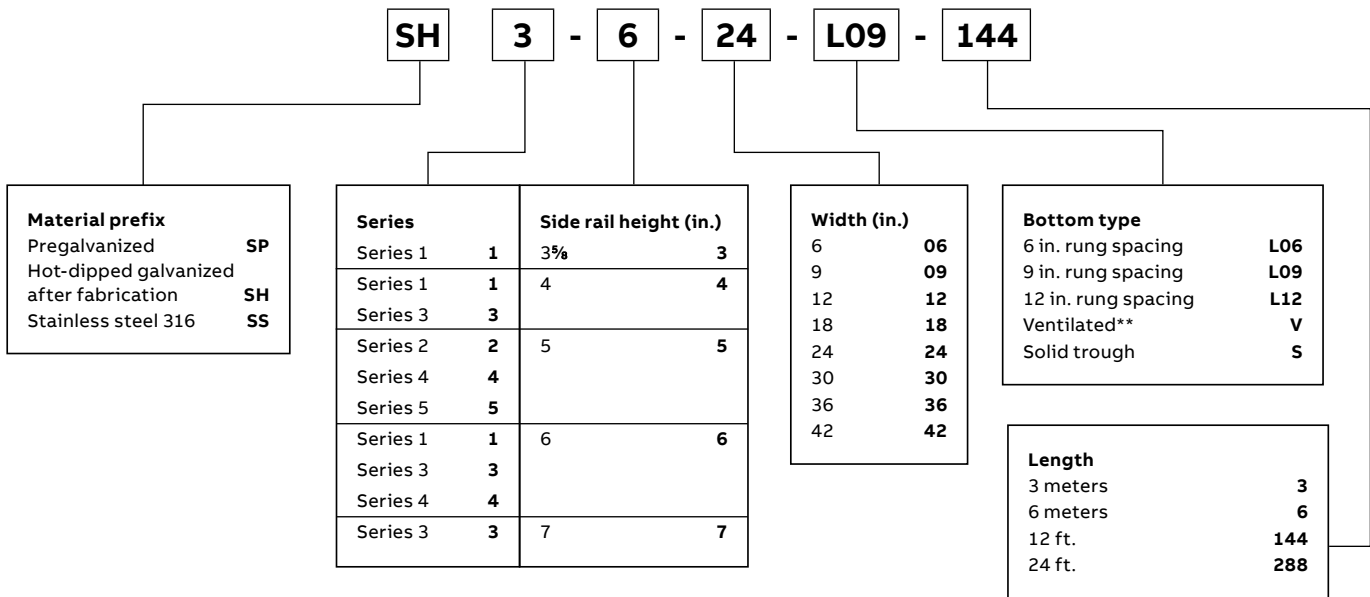 SH 3 - 6 - 24 - L09 - 144
Material prefix
Pregalvanized SP
Hot-dipped galvanized
after fabrication SH
Stainless steel 316 SS
Series Side rail height (in.)
Series 1 1 3⅝ 3
Series 1 1 4 4
Series 3 3
Series 2 2 5 5
Series 4 4
Series 5 5
Series 1 1 6 6
Series 3 3
Series 4 4
Series 3 3 7 7
Width (in.)
6 06
9 09
12 12
18 18
24 24
30 30
36 36
42 42
Bottom type
6 in. rung spacing L06
9 in. rung spacing L09
12 in. rung spacing L12
Ventilated** V
Solid trough S
Length
3 meters 3
6 meters 6
12 ft. 144
24 ft. 288